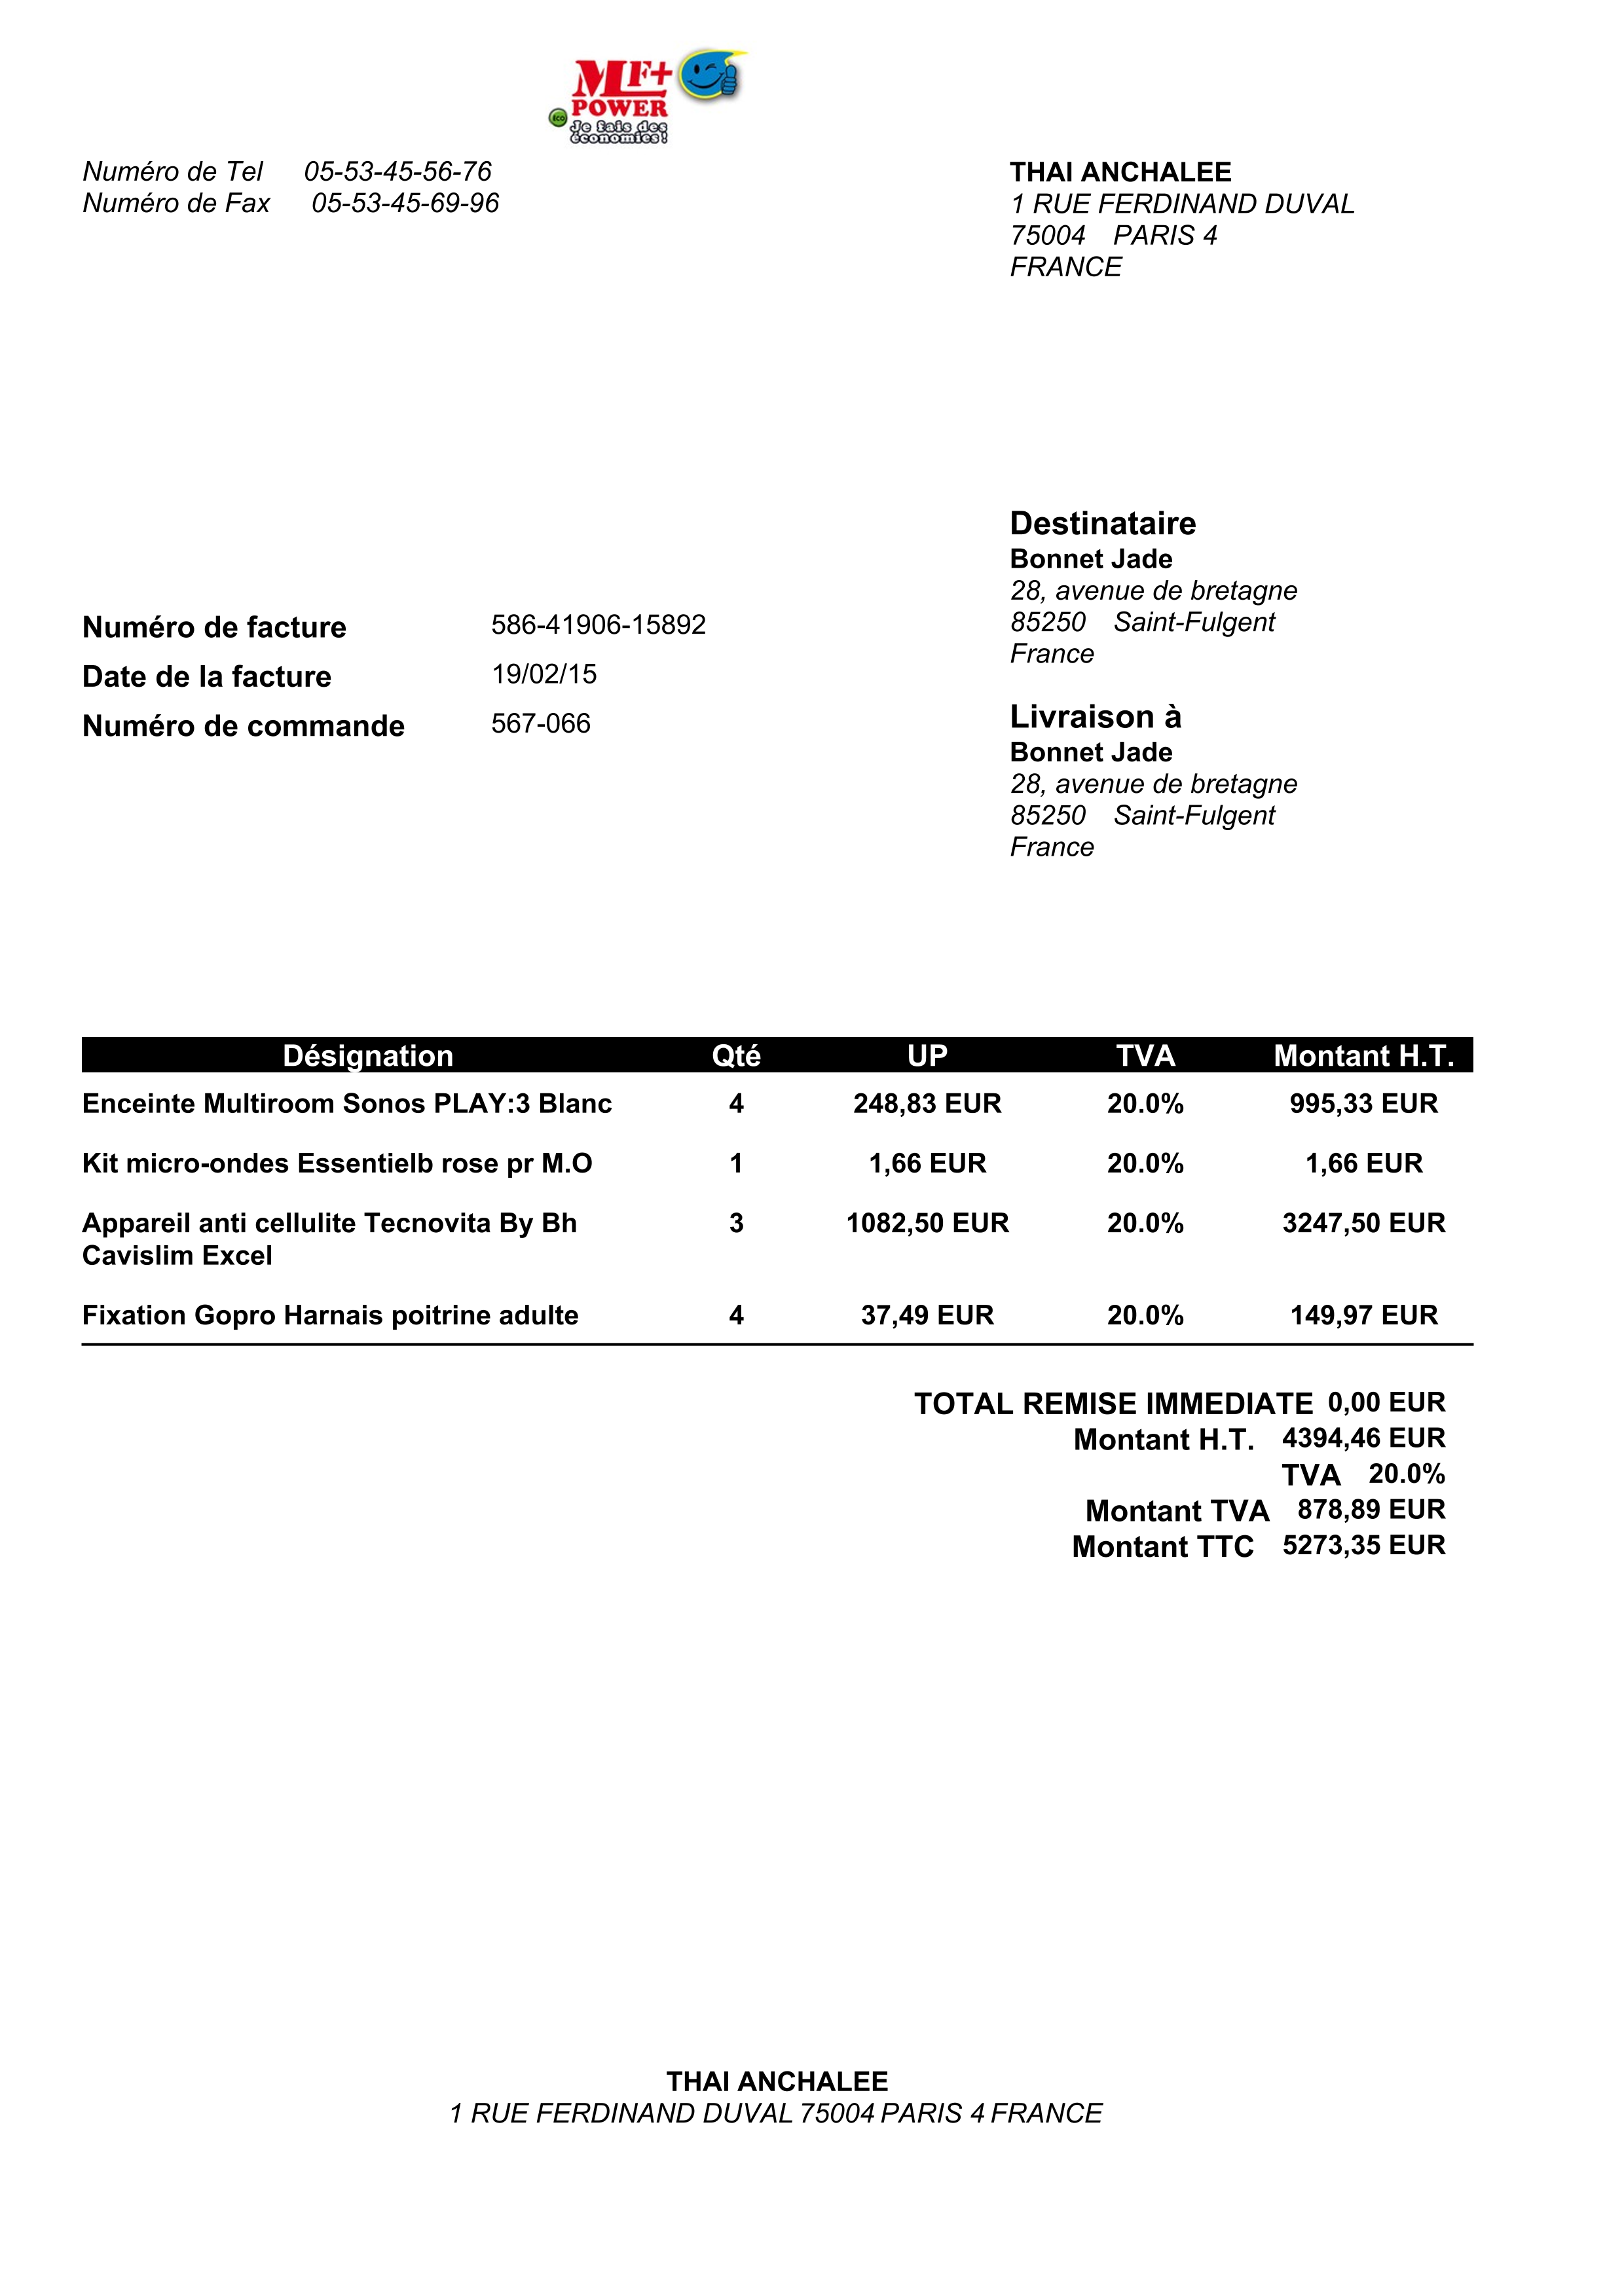 MF+
POWER
éco Je fais des
économies!
Numéro de Tel 05-53-45-56-76
Numéro de Fax 05-53-45-69-96
THAI ANCHALEE
1 RUE FERDINAND DUVAL
75004 PARIS 4
FRANCE
Destinataire
Bonnet Jade
28, avenue de bretagne
85250 Saint-Fulgent
France
Numéro de facture 586-41906-15892
Date de la facture 19/02/15
Numéro de commande 567-066
Livraison à
Bonnet Jade
28, avenue de bretagne
85250 Saint-Fulgent
France
Désignation Qté UP TVA Montant H.T.
Enceinte Multiroom Sonos PLAY:3 Blanc 4 248,83 EUR 20.0% 995,33 EUR
Kit micro-ondes Essentielb rose pr M.O 1 1,66 EUR 20.0% 1,66 EUR
Appareil anti cellulite Tecnovita By Bh 3 1082,50 EUR 20.0% 3247,50 EUR
Cavislim Excel
Fixation Gopro Harnais poitrine adulte 4 37,49 EUR 20.0% 149,97 EUR
TOTAL REMISE IMMEDIATE 0,00 EUR
Montant H.T. 4394,46 EUR
TVA 20.0%
Montant TVA 878,89 EUR
Montant TTC 5273,35 EUR
THAI ANCHALEE
1 RUE FERDINAND DUVAL 75004 PARIS 4 FRANCE